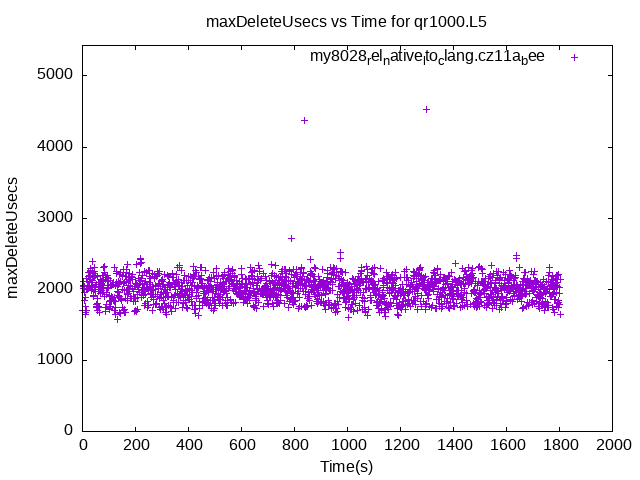 maxDeleteUsecs vs Time for qr1000.L5
my8028relnativeltoclang.cz11abee
5000
4000
3000
2000
1000
0
maxDeleteUsecs
0 200 400 600 800 1000 1200 1400 1600 1800 2000
Time(s)